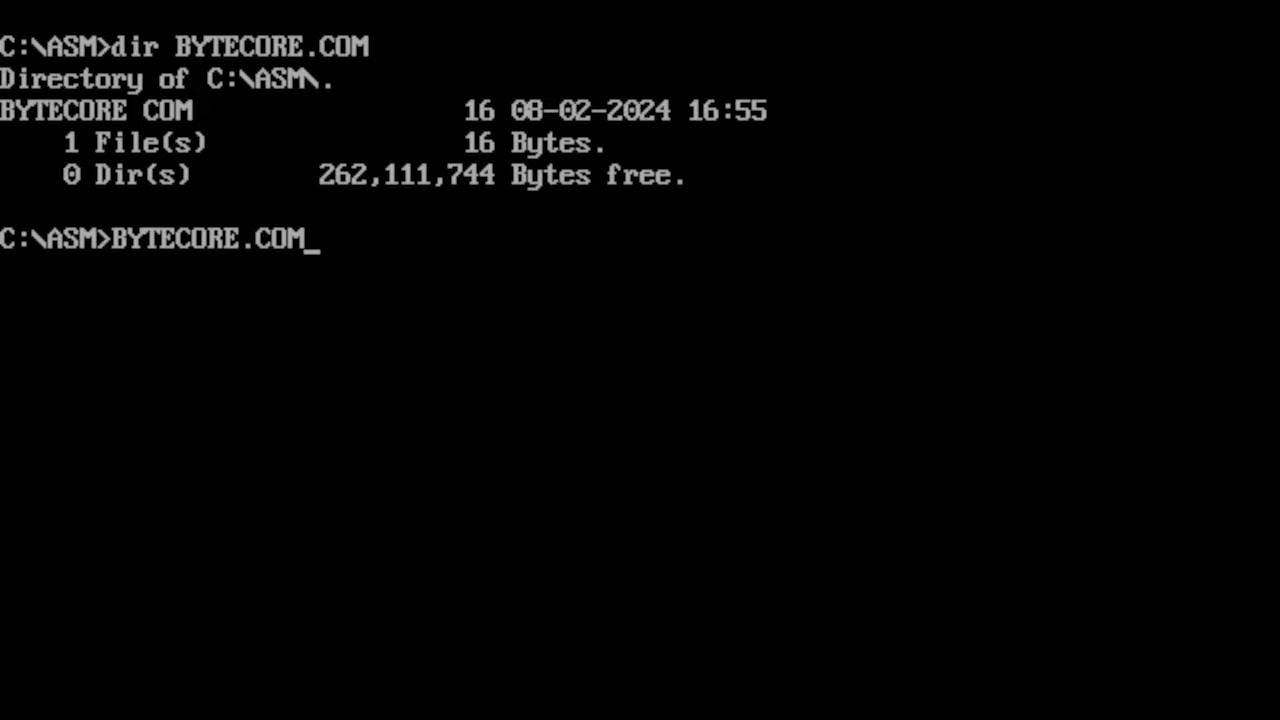 C:\ASM>dir BYTECORE.COM
Directory of C:\ASM\.
BYTECORE COM                  16 08-02-2024 16:55
    1 File(s)                 16 Bytes.
    0 Dir(s)        262,111,744 Bytes free.
C:\ASM>BYTECORE.COM_